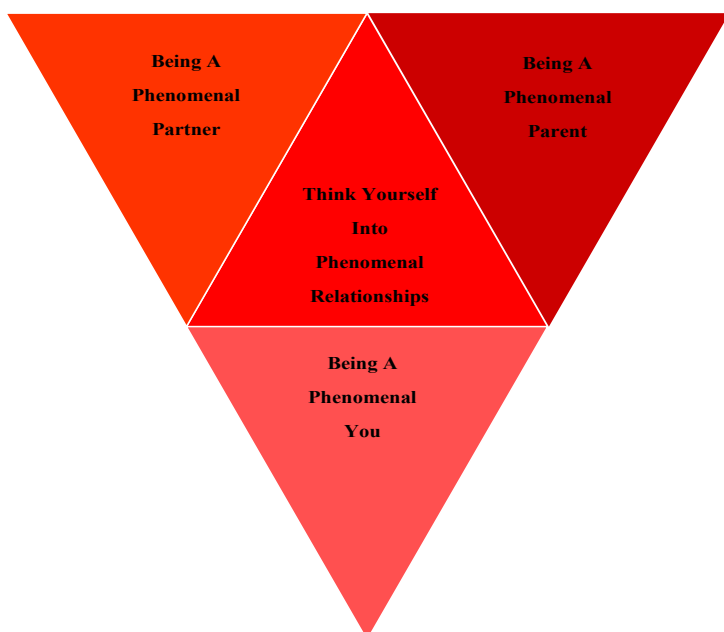 Being A
Phenomenal
Partner
Being A
Phenomenal
Parent
Think Yourself
Into
Phenomenal
Relationships
Being A
Phenomenal
You